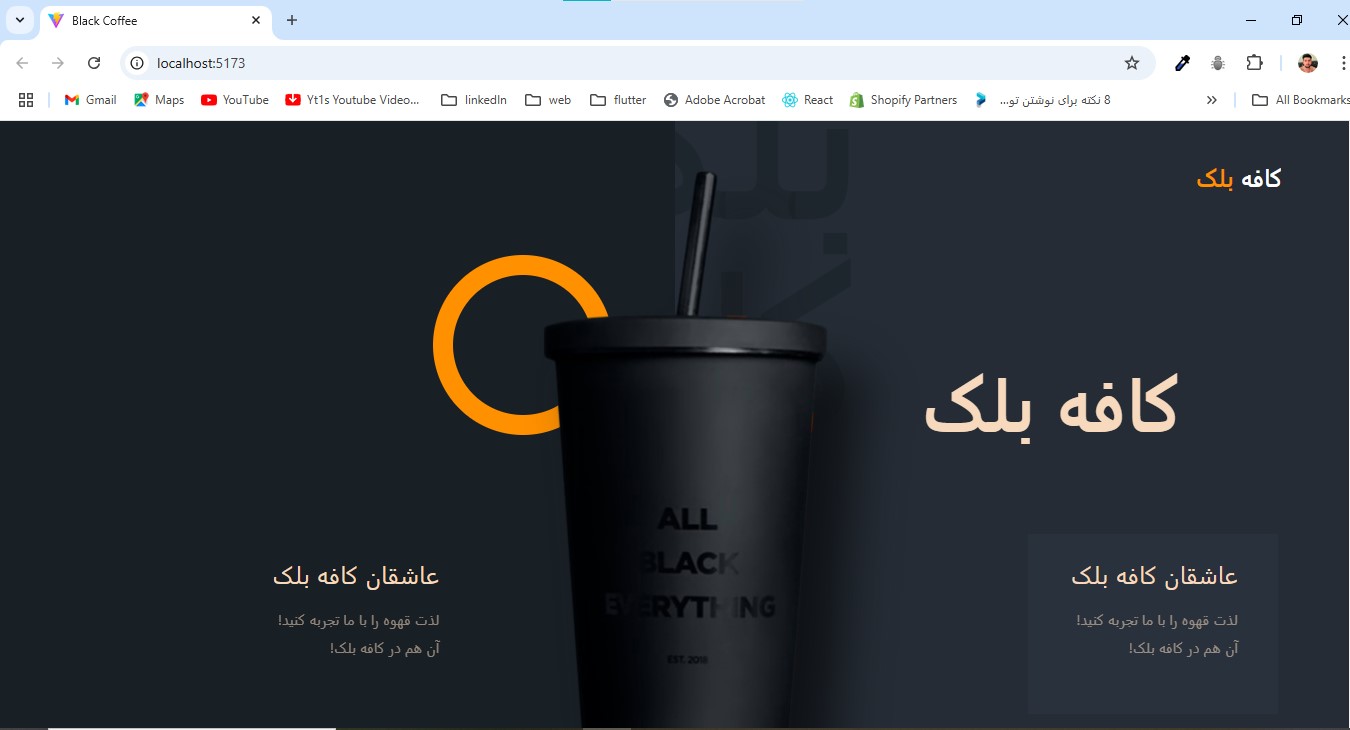 Black Coffee
localhost:5173
Gmail
Maps
YouTube
Yt1s Youtube Video...
linkedIn
web
flutter
Adobe Acrobat
React
Shopify Partners
8 نکته برای نوشتن تو...
All Bookmarks
کافه بلک
کافه بلک
ALL
BLACK
EVERYTHING
EST. 2018
عاشقان کافه بلک
لذت قهوه را با ما تجربه کنید!
آن هم در کافه بلک!
عاشقان کافه بلک
لذت قهوه را با ما تجربه کنید!
آن هم در کافه بلک!